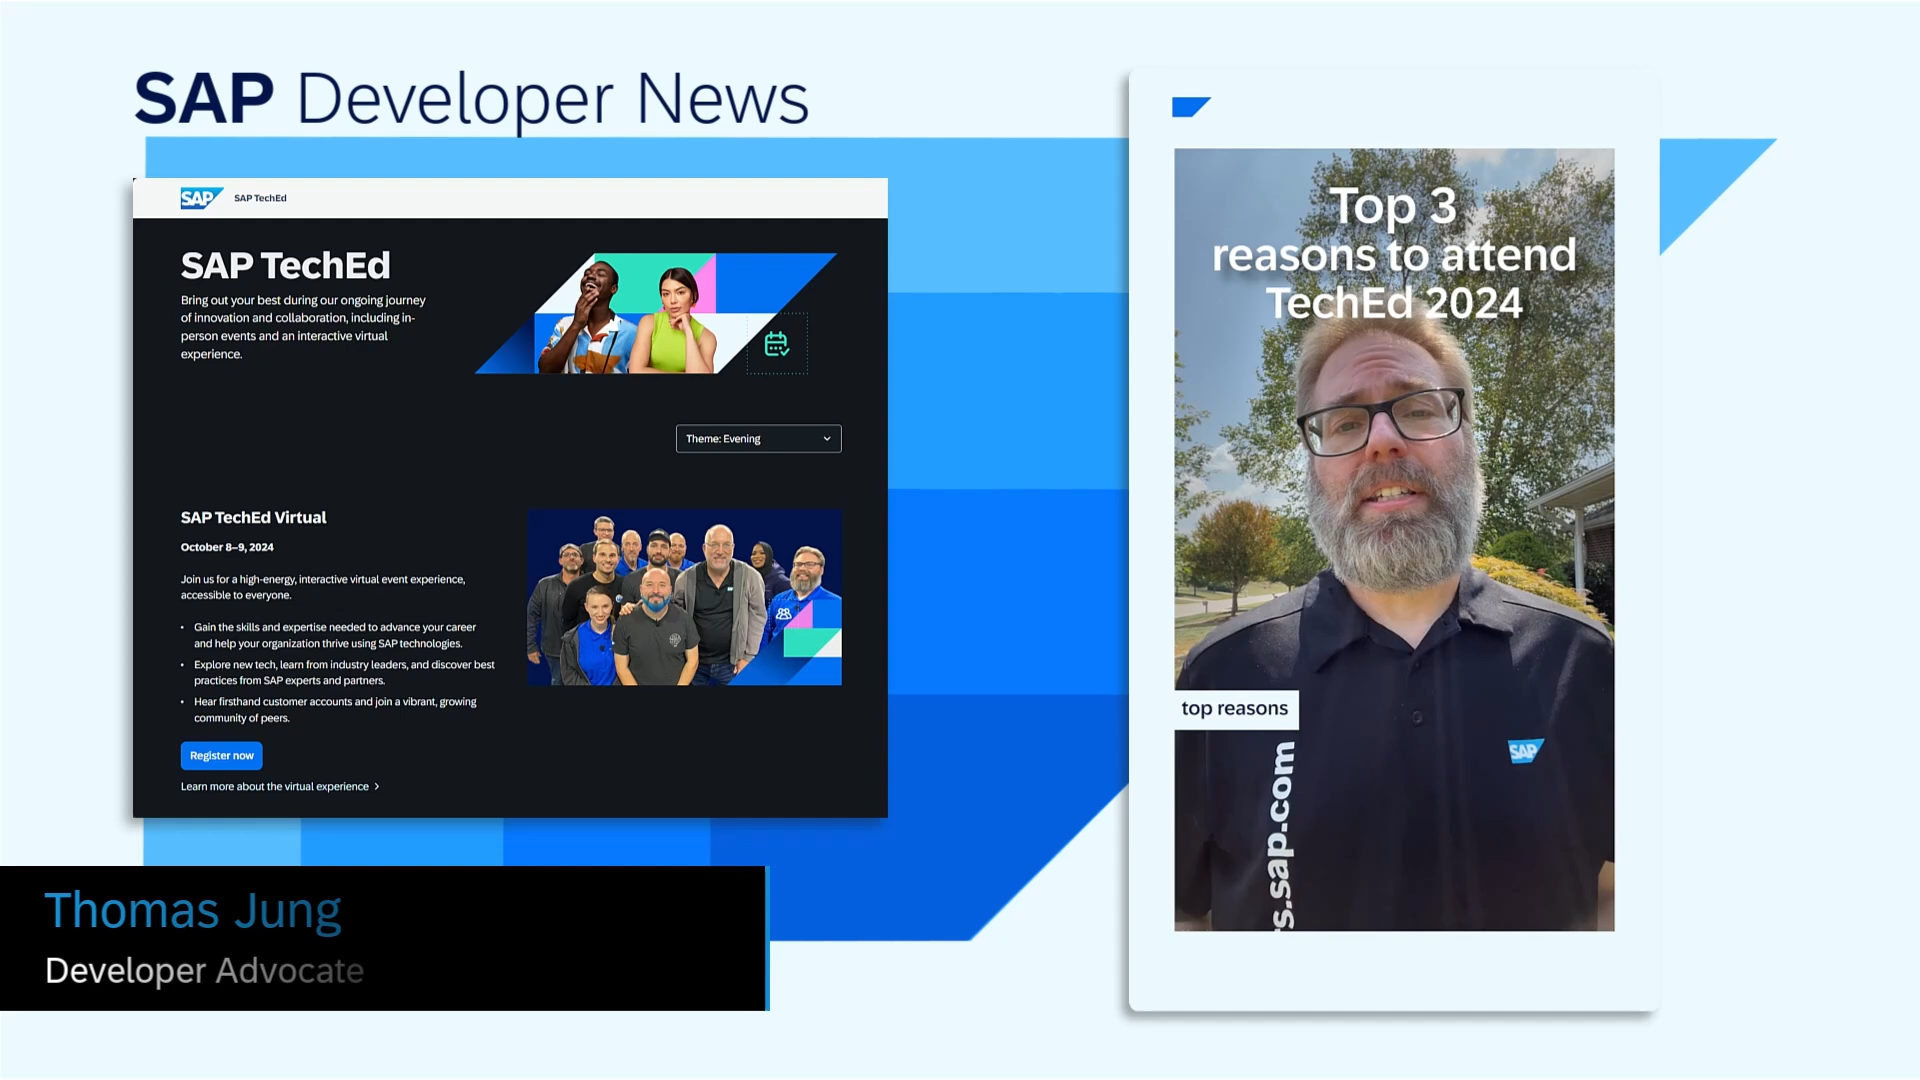 SAP Developer News
SAP SAP TechEd
SAP TechEd
Bring out your best during our ongoing journey
of innovation and collaboration, including in-
person events and an interactive virtual
experience.
Theme: Evening
SAP TechEd Virtual
October 8–9, 2024
Join us for a high-energy, interactive virtual event experience,
accessible to everyone.
• Gain the skills and expertise needed to advance your career
and help your organization thrive using SAP technologies.
• Explore new tech, learn from industry leaders, and discover best
practices from SAP experts and partners.
• Hear firsthand customer accounts and join a vibrant, growing
community of peers.
Register now
Learn more about the virtual experience
Top 3
reasons to attend
TechEd 2024
top reasons
s.sap.com
SAP
Thomas Jung
Developer Advocate